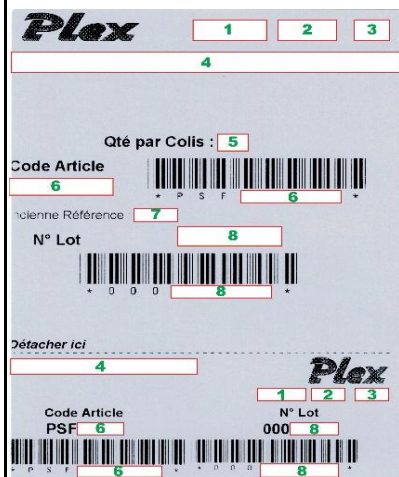 Plex 1 2 3
4
Qté par Colis : 5
Code Article
6
* P S F 6 *
ncienne Référence 7
N° Lot 8
* 0 0 0 8 *
Détacher ici
4
Plex
1 2 3
Code Article N° Lot
PSF 6 000 8
* P S F 6 * * 0 0 0 8 *